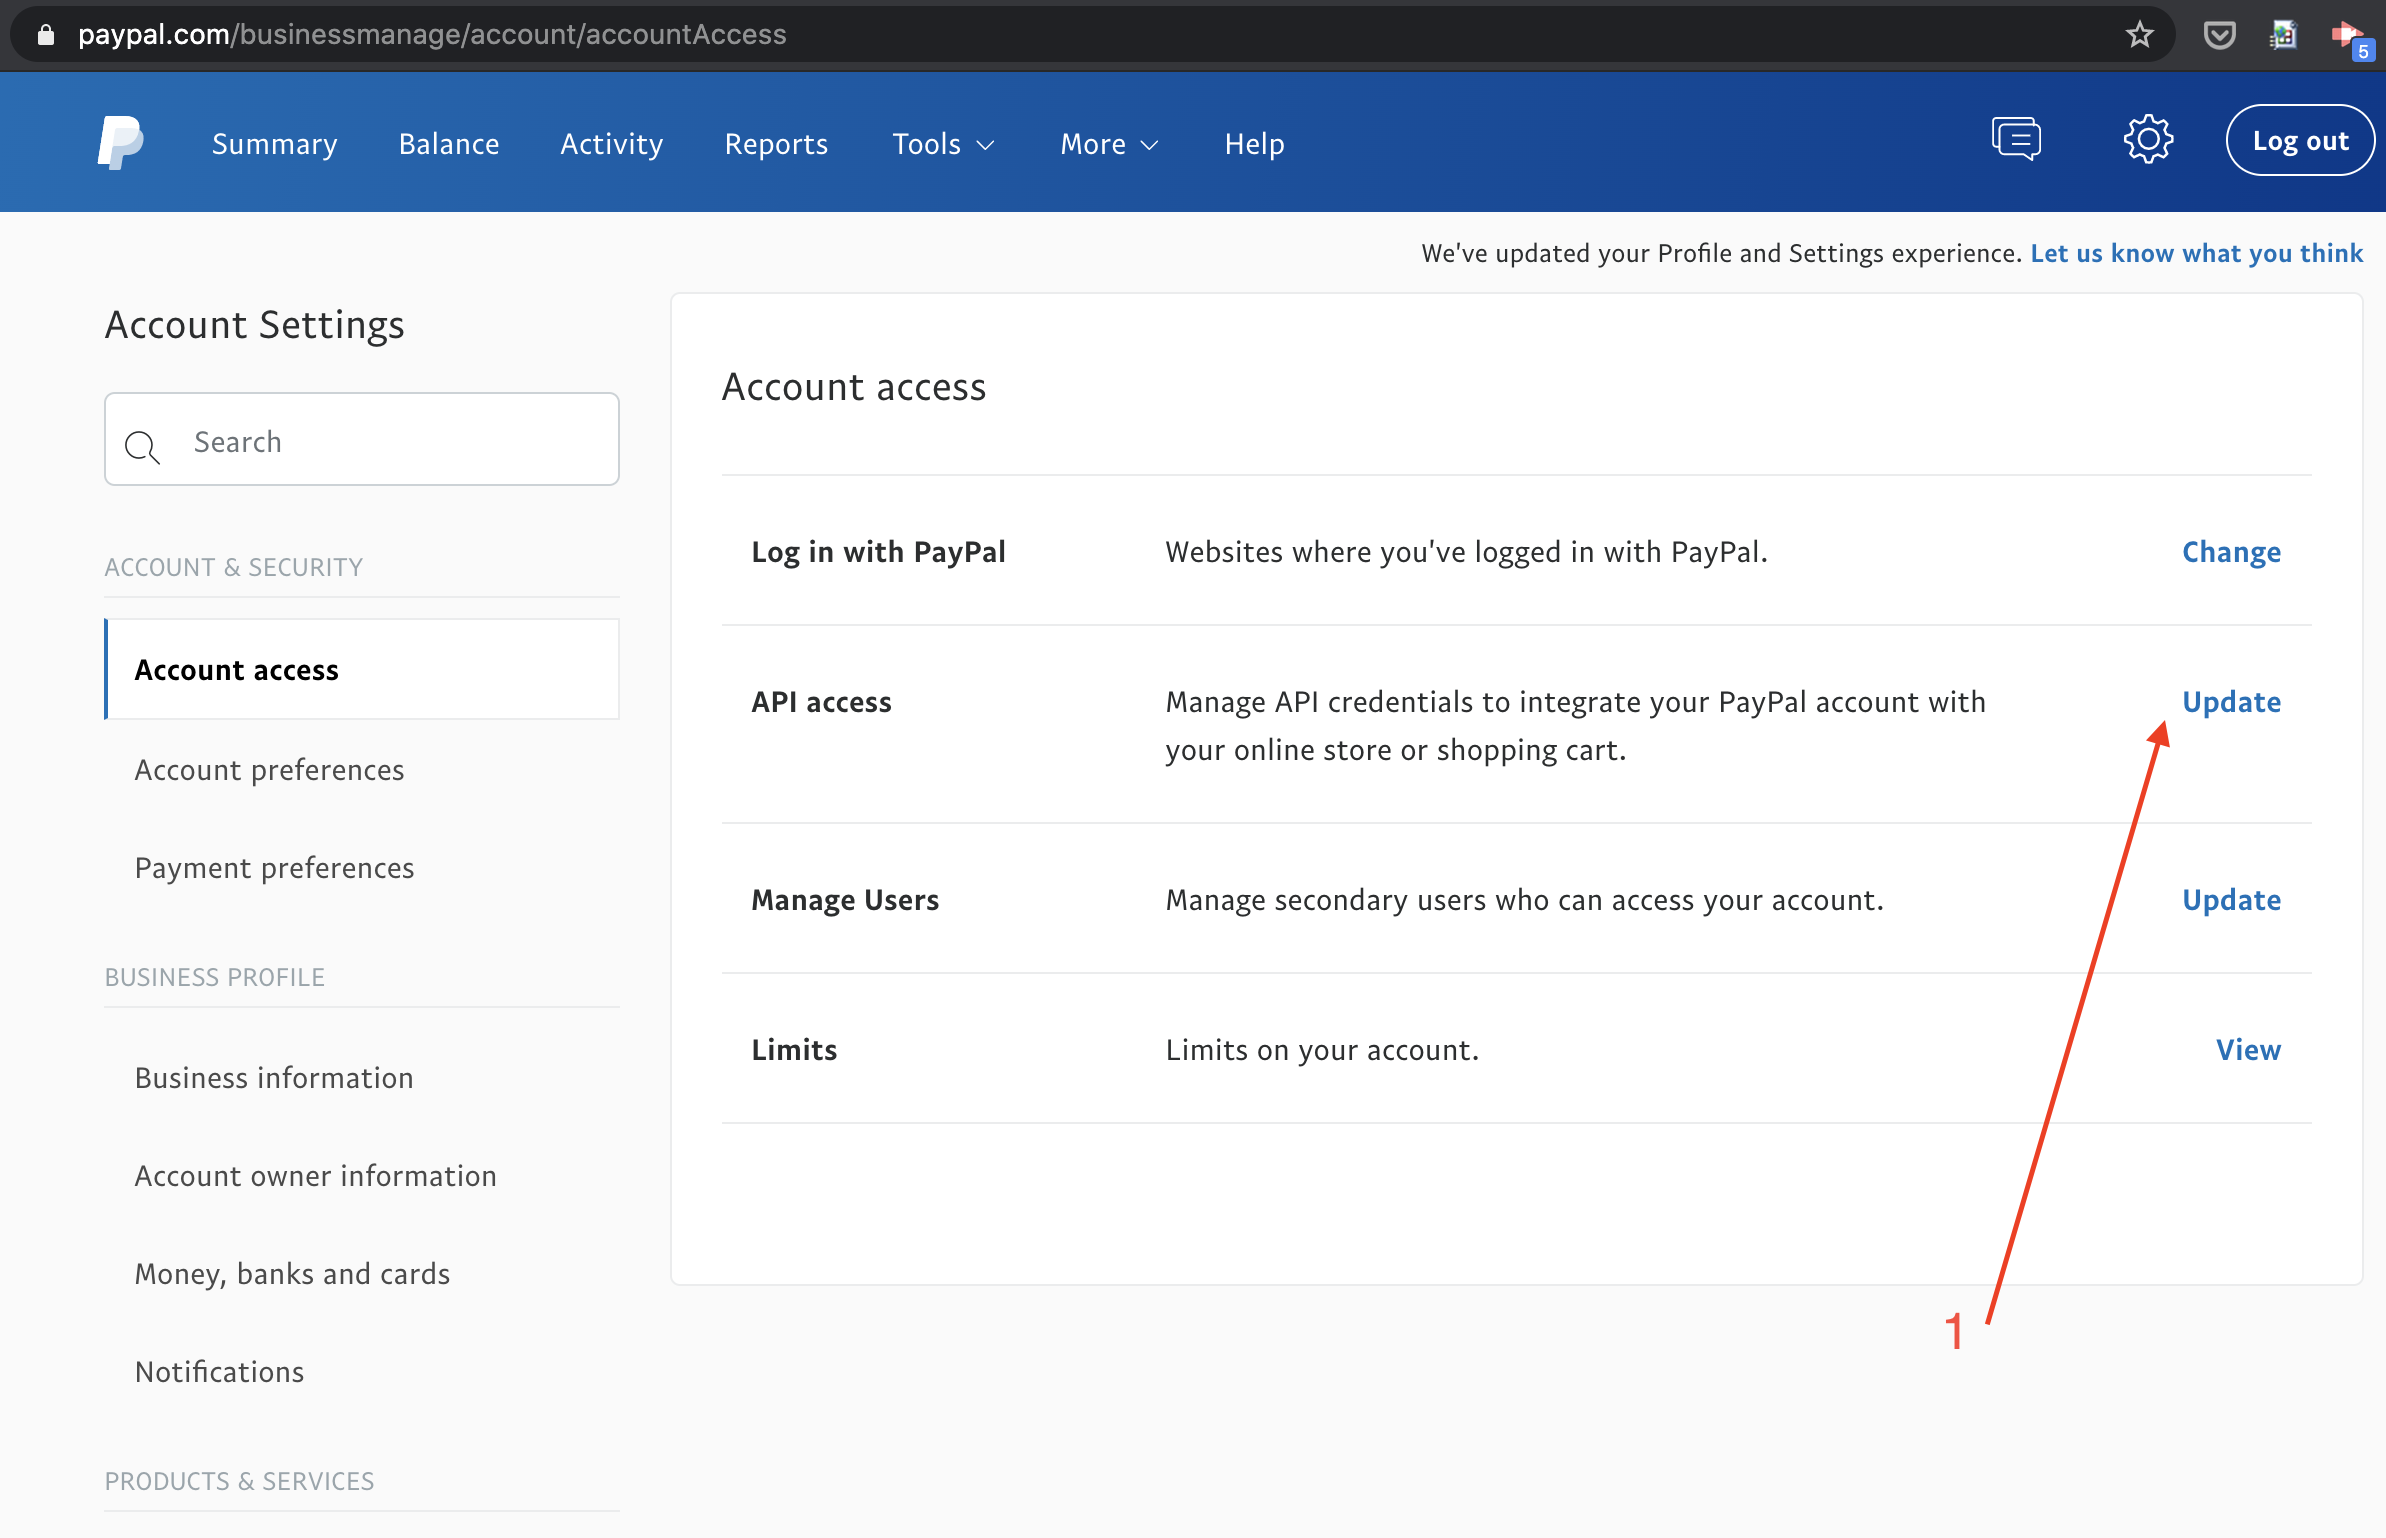 paypal.com/businessmanage/account/accountAccess
5
Summary Balance Activity Reports Tools More Help Log out
We've updated your Profile and Settings experience. Let us know what you think
Account Settings
Search
ACCOUNT & SECURITY
Account access
Account preferences
Payment preferences
BUSINESS PROFILE
Business information
Account owner information
Money, banks and cards
Notifications
PRODUCTS & SERVICES
Account access
Log in with PayPal Websites where you've logged in with PayPal. Change
API access Manage API credentials to integrate your PayPal account with Update
your online store or shopping cart.
Manage Users Manage secondary users who can access your account. Update
Limits Limits on your account. View
1